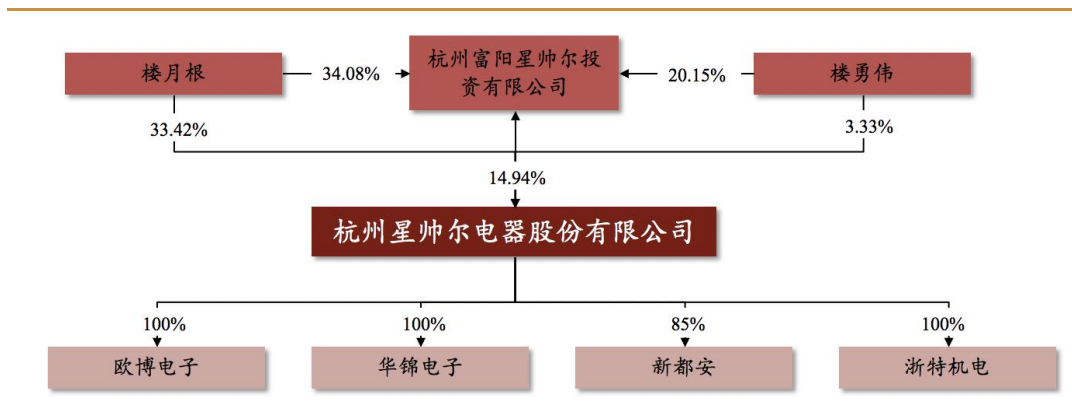 楼月根
34.08%
杭州富阳星帅尔投
资有限公司
20.15%
楼勇伟
33.42%
3.33%
14.94%
杭州星帅尔电器股份有限公司
100%
100%
85%
100%
欧博电子
华锦电子
新都安
浙特机电